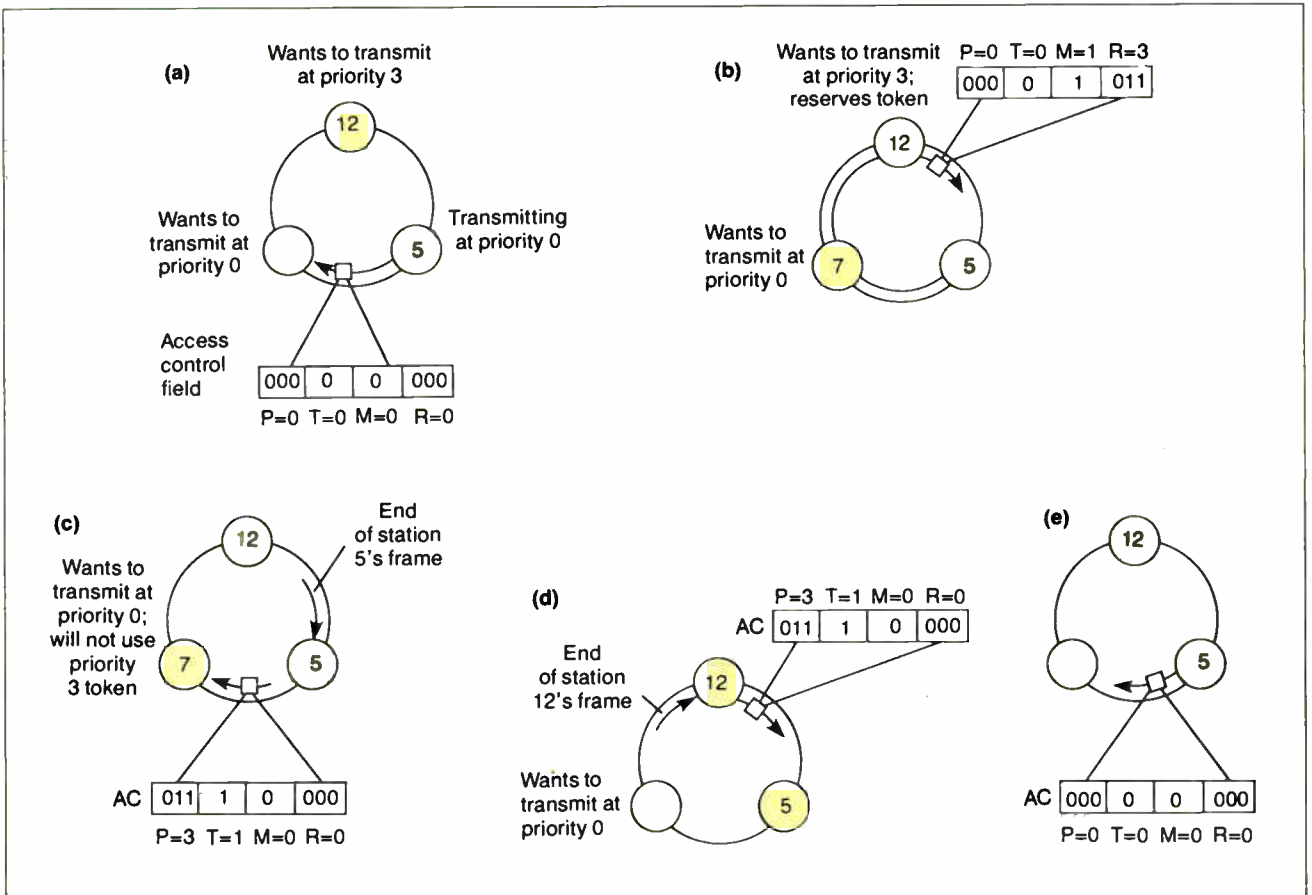 (a)
Wants to transmit
at priority 3
12
Wants to
transmit at
priority 0
Transmitting
at priority 0
5
Access
control
field
000 0 0 000
P=0 T=0 M=0 R=0
(b)
Wants to transmit
at priority 3;
reserves token
P=0 T=0 M=1 R=3
000 0 1 011
12
Wants to
transmit at
priority 0
7
5
(c)
End
of station
5's frame
12
Wants to
transmit at
priority 0;
will not use
priority
3 token
7
5
AC 011 1 0 000
P=3 T=1 M=0 R=0
(d)
P=3 T=1 M=0 R=0
AC 011 1 0 000
End
of station
12's frame
12
Wants to
transmit at
priority 0
5
(e)
12
5
AC 000 0 0 000
P=0 T=0 M=0 R=0